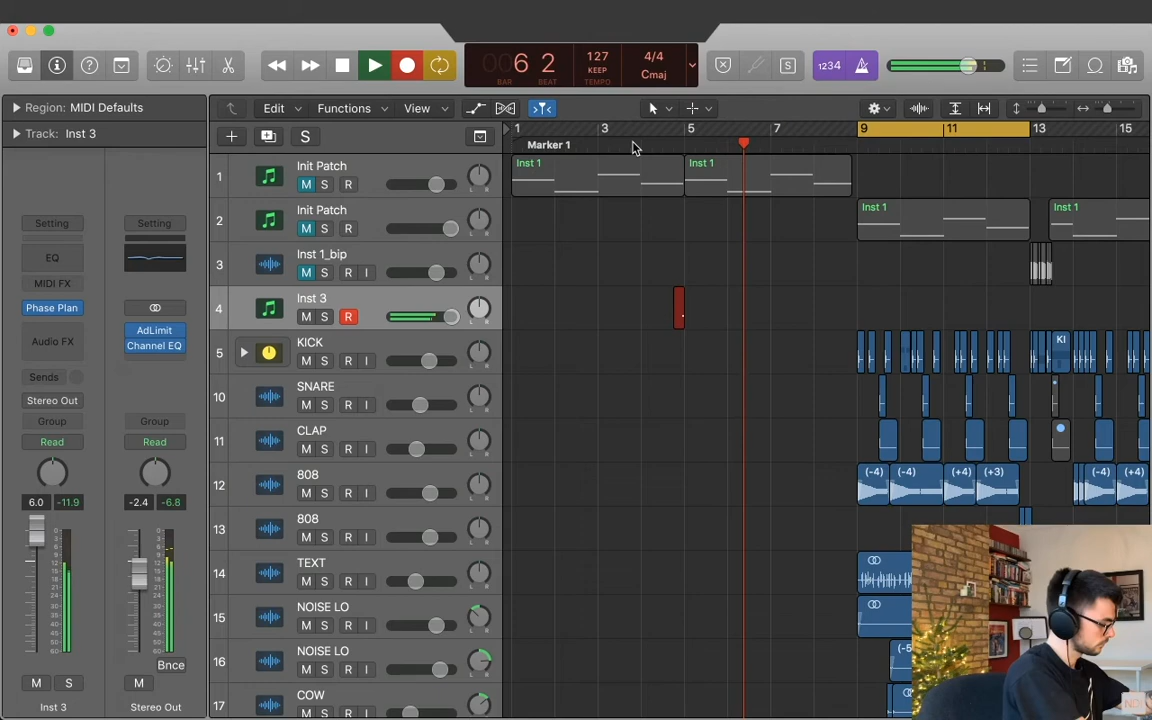 006 2
BAR BEAT
127
KEEP
TEMPO
4/4
Cmaj
1234
Region: MIDI Defaults
Track: Inst 3
Edit
Functions
View
1 3 5 7 9 11 13 15
Marker 1
S
1 Init Patch
M S R
Inst 1
Inst 1
2 Init Patch
M S R
Inst 1
Inst 1
3 Inst 1_bip
M S R I
4 Inst 3
M S R
5 KICK
M S R I
KI
10 SNARE
M S R I
11 CLAP
M S R I
12 808
M S R I
(-4) (-4) (+4) (+3) (-4) (+4)
13 808
M S R I
14 TEXT
M S R I
15 NOISE LO
M S R I
16 NOISE LO
M S R I
17 COW
M S R I
Setting Setting
EQ
MIDI FX
Phase Plan
Audio FX
AdLimit
Channel EQ
Sends
Stereo Out
Group Group
Read Read
6.0 -11.9 -2.4 -6.8
Bnce
M S M
Inst 3 Stereo Out